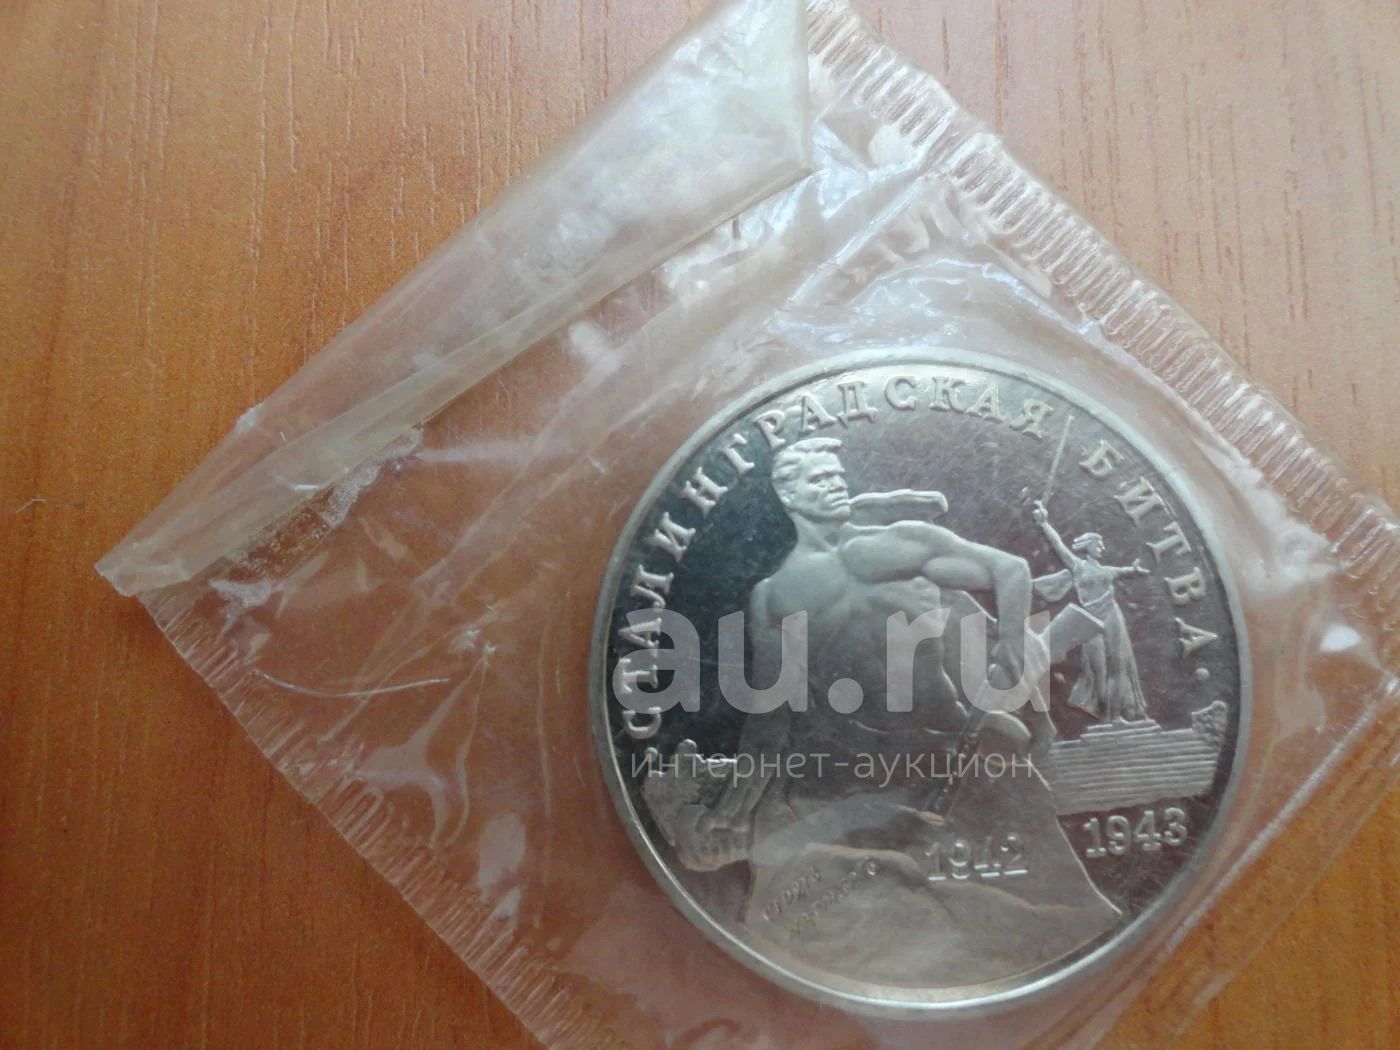 • СТАЛИНГРАДСКАЯ БИТВА •
1942
1943
au.ru
интернет-аукцион